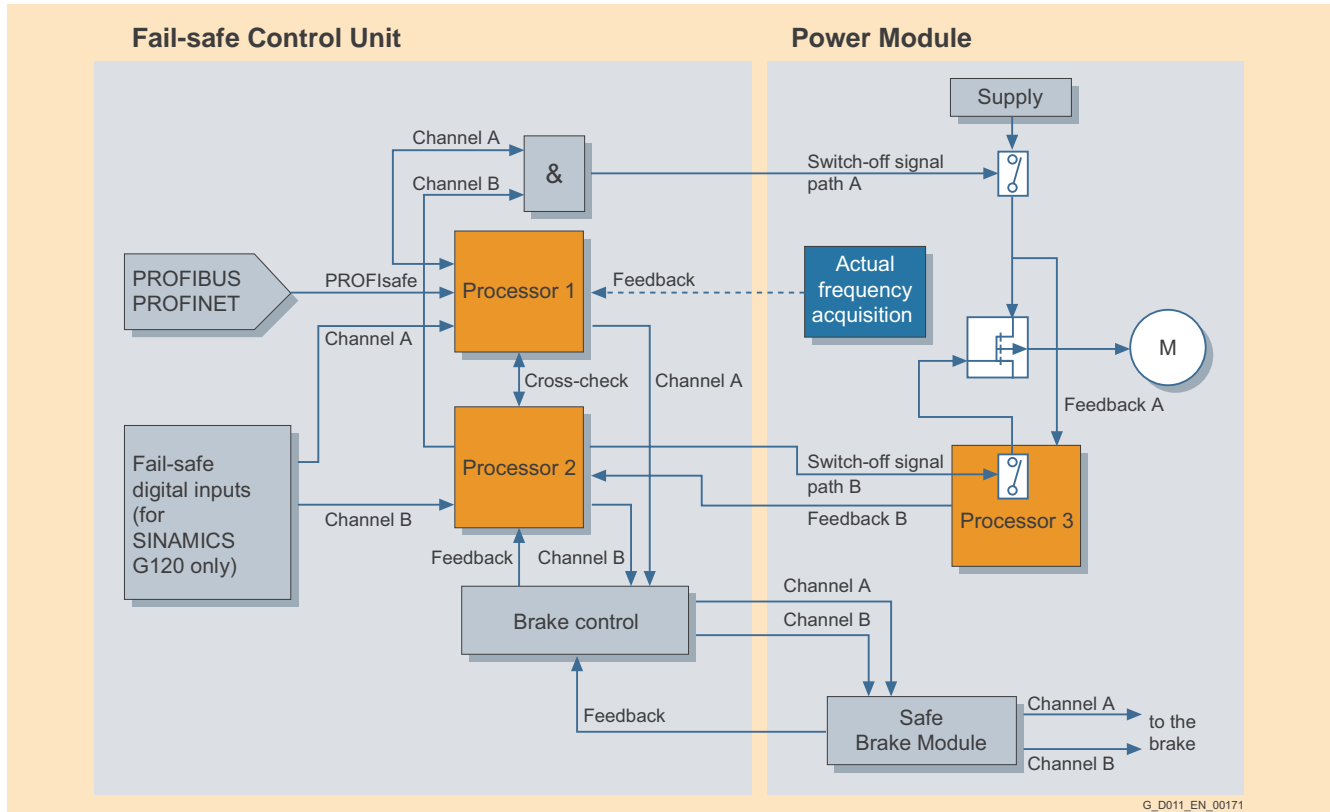 Fail-safe Control Unit
Power Module
Supply
Channel A
Channel B
&
Switch-off signal
path A
PROFIBUS
PROFINET
PROFIsafe
Processor 1
Feedback
Actual
frequency
acquisition
Channel A
M
Cross-check
Channel A
Feedback A
Fail-safe
digital inputs
(for
SINAMICS
G120 only)
Channel B
Processor 2
Switch-off signal
path B
Feedback B
Processor 3
Feedback
Channel B
Brake control
Channel A
Channel B
Feedback
Safe
Brake Module
Channel A
Channel B
to the
brake
G_D011_EN_00171